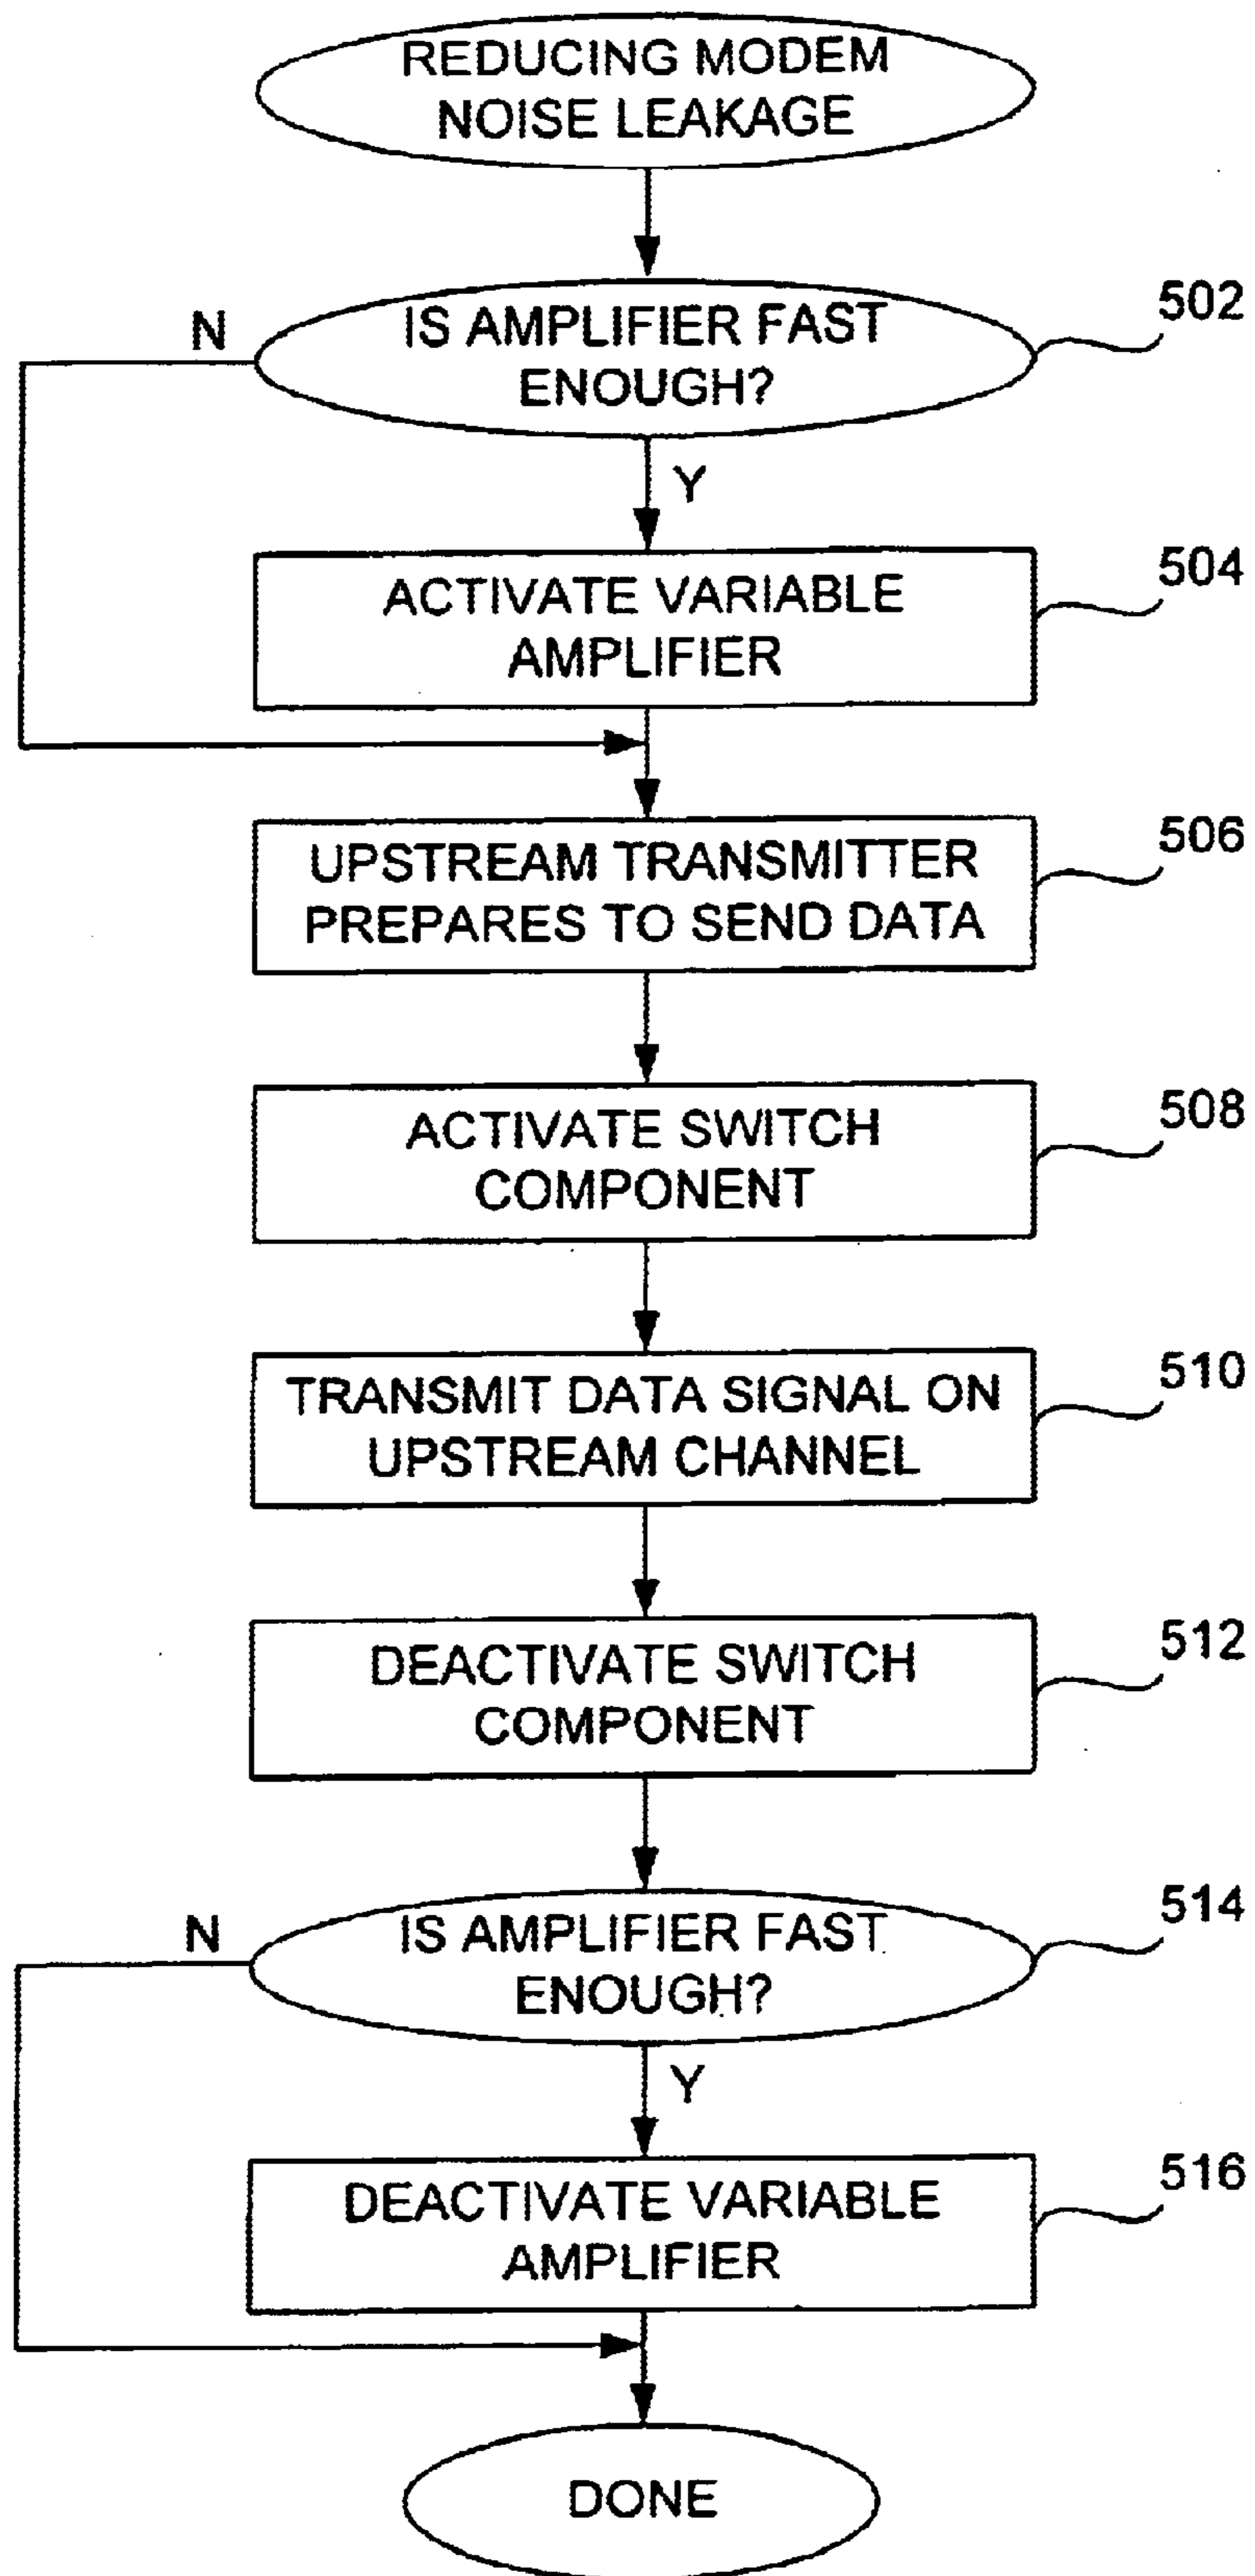 REDUCING MODEM
NOISE LEAKAGE
IS AMPLIFIER FAST
ENOUGH?
502
N
Y
ACTIVATE VARIABLE
AMPLIFIER
504
UPSTREAM TRANSMITTER
PREPARES TO SEND DATA
506
ACTIVATE SWITCH
COMPONENT
508
TRANSMIT DATA SIGNAL ON
UPSTREAM CHANNEL
510
DEACTIVATE SWITCH
COMPONENT
512
IS AMPLIFIER FAST
ENOUGH?
514
N
Y
DEACTIVATE VARIABLE
AMPLIFIER
516
DONE